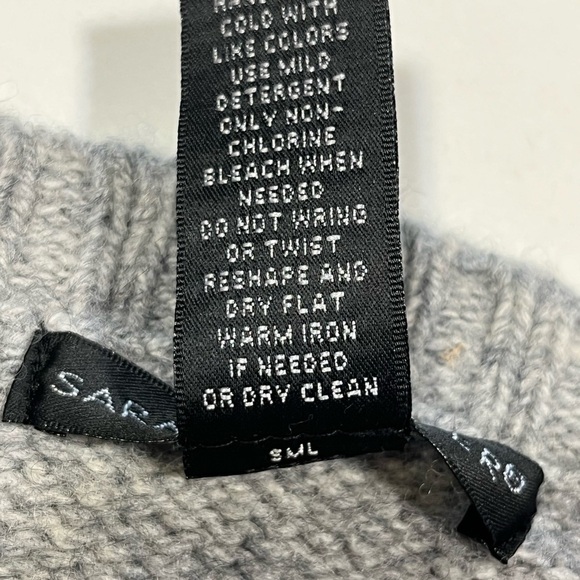 COLD WITH
LIKE COLORS
USE MILD
DETERGENT
ONLY NON-
CHLORINE
BLEACH WHEN
NEEDED
DO NOT WRING
OR TWIST
RESHAPE AND
DRY FLAT
WARM IRON
IF NEEDED
OR DRY CLEAN
SML